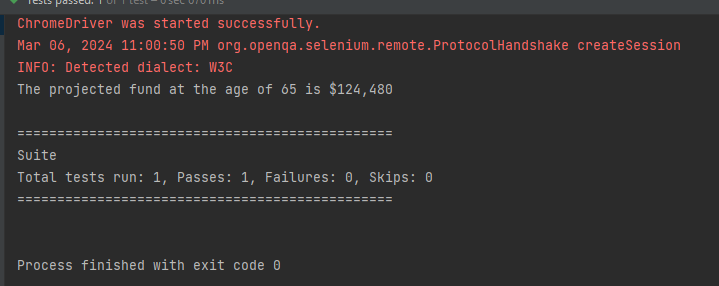 Tests passed: 1 of 1 test – 6 sec 676 ms
ChromeDriver was started successfully.
Mar 06, 2024 11:00:50 PM org.openqa.selenium.remote.ProtocolHandshake createSession
INFO: Detected dialect: W3C
The projected fund at the age of 65 is $124,480
===============================================
Suite
Total tests run: 1, Passes: 1, Failures: 0, Skips: 0
===============================================
Process finished with exit code 0